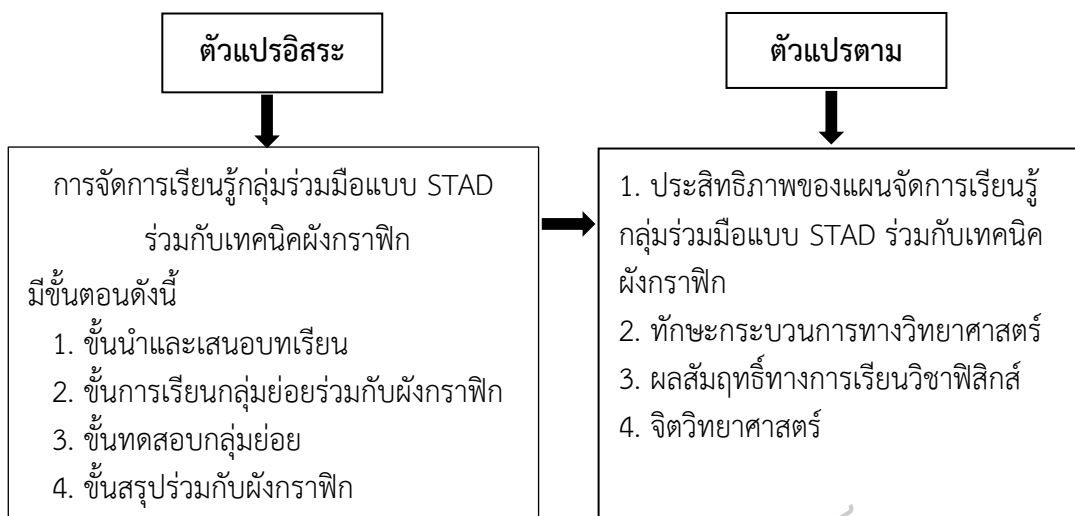 ตัวแปรอิสระ
ตัวแปรตาม
การจัดการเรียนรู้กลุ่มร่วมมือแบบ STAD
ร่วมกับเทคนิคผังกราฟิก
มีขั้นตอนดังนี้
1. ขั้นนำและเสนอบทเรียน
2. ขั้นการเรียนกลุ่มย่อยร่วมกับผังกราฟิก
3. ขั้นทดสอบกลุ่มย่อย
4. ขั้นสรุปร่วมกับผังกราฟิก
1. ประสิทธิภาพของแผนจัดการเรียนรู้
กลุ่มร่วมมือแบบ STAD ร่วมกับเทคนิค
ผังกราฟิก
2. ทักษะกระบวนการทางวิทยาศาสตร์
3. ผลสัมฤทธิ์ทางการเรียนวิชาฟิสิกส์
4. จิตวิทยาศาสตร์